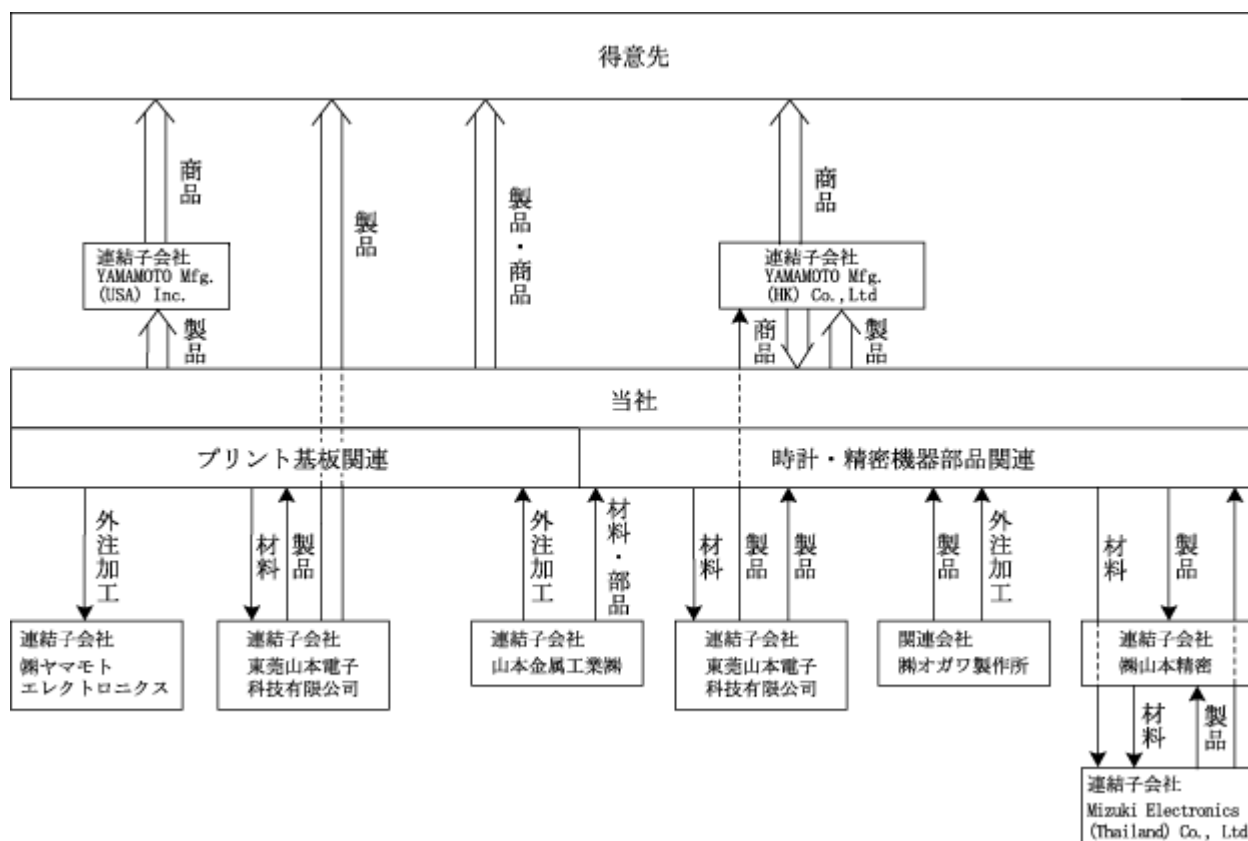 得意先
商品
製品
製品・商品
商品
連結子会社
YAMAMOTO Mfg.
(USA) Inc.
連結子会社
YAMAMOTO Mfg.
(HK) Co.,Ltd
製品
商品
製品
当社
プリント基板関連
時計・精密機器部品関連
外注加工
材料
製品
外注加工
材料・部品
材料
製品
製品
製品
外注加工
材料
製品
連結子会社
㈱ヤマモト
エレクトロニクス
連結子会社
東莞山本電子
科技有限公司
連結子会社
山本金属工業㈱
連結子会社
東莞山本電子
科技有限公司
関連会社
㈱オガワ製作所
連結子会社
㈱山本精密
材料
製品
連結子会社
Mizuki Electronics
(Thailand) Co., Ltd